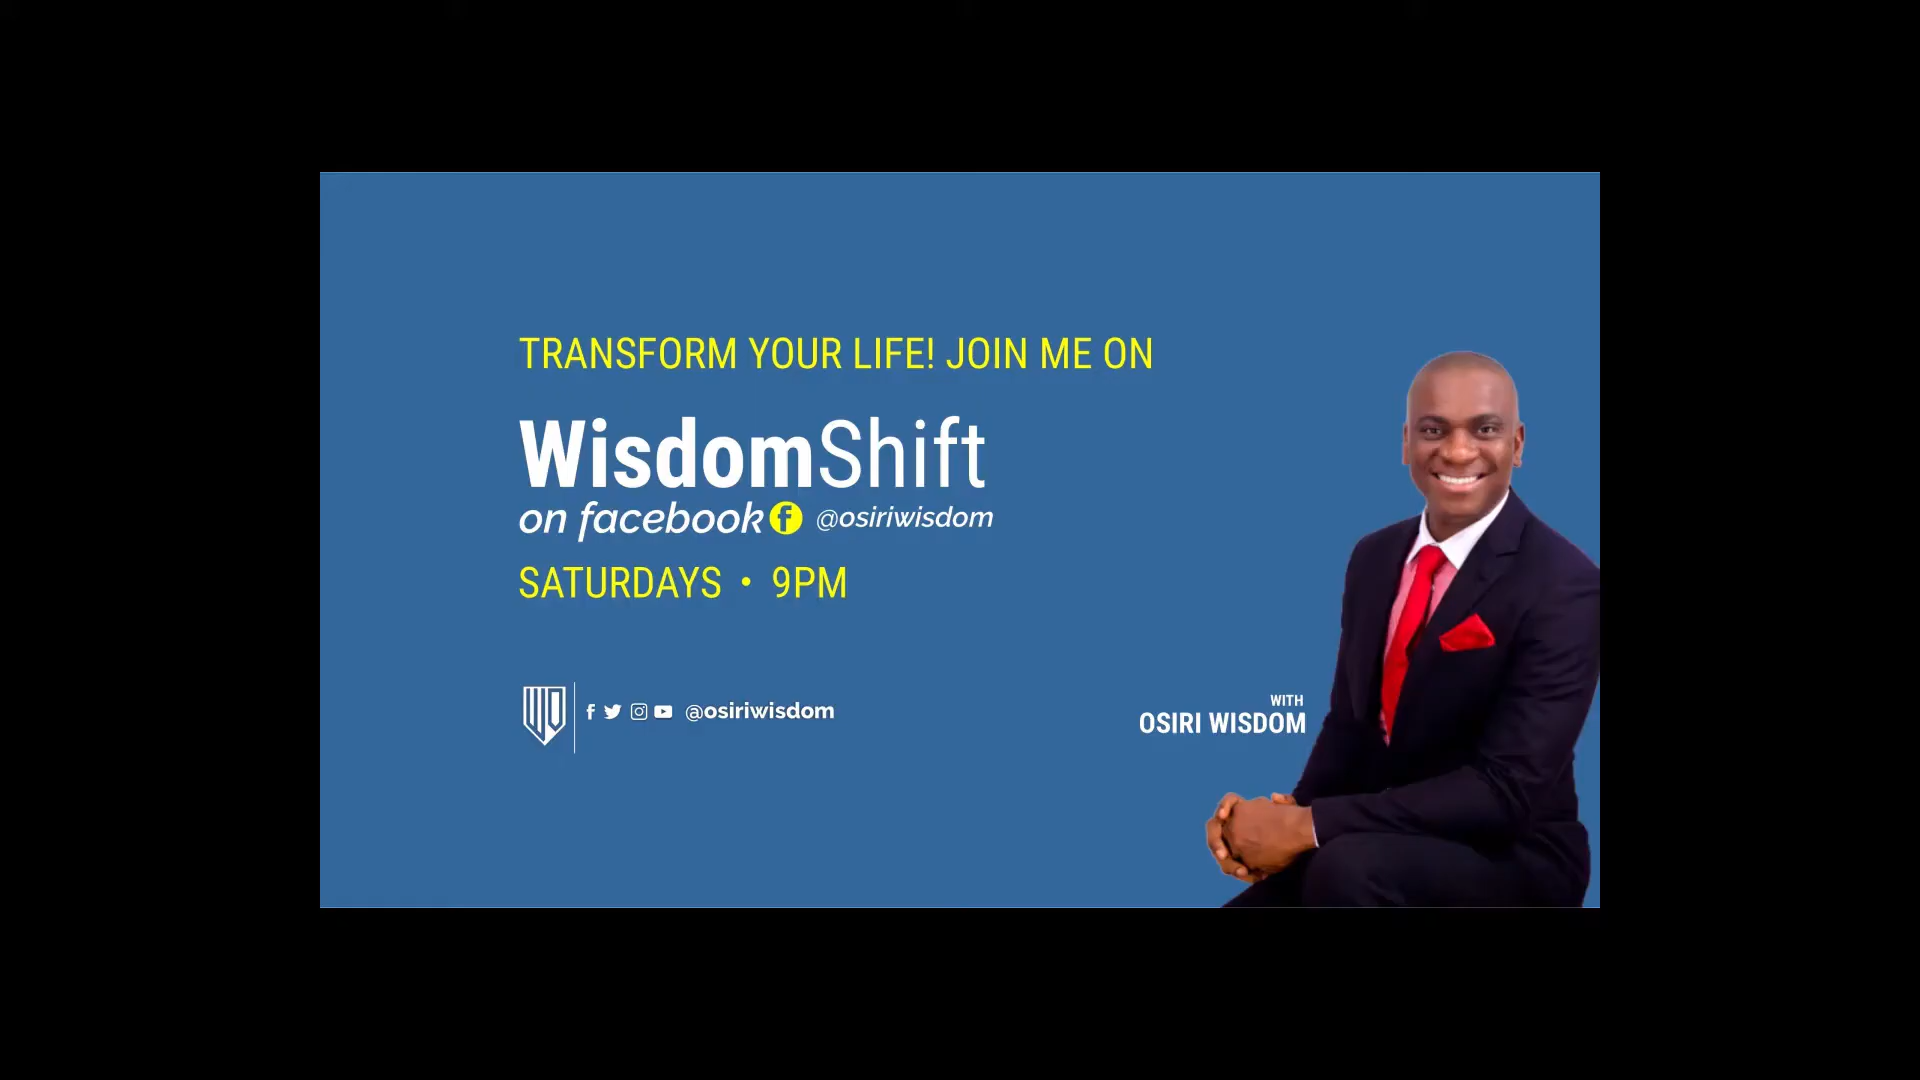 TRANSFORM YOUR LIFE! JOIN ME ON
WisdomShift
on facebook @osiriwisdom
SATURDAYS • 9PM
@osiriwisdom
WITH
OSIRI WISDOM